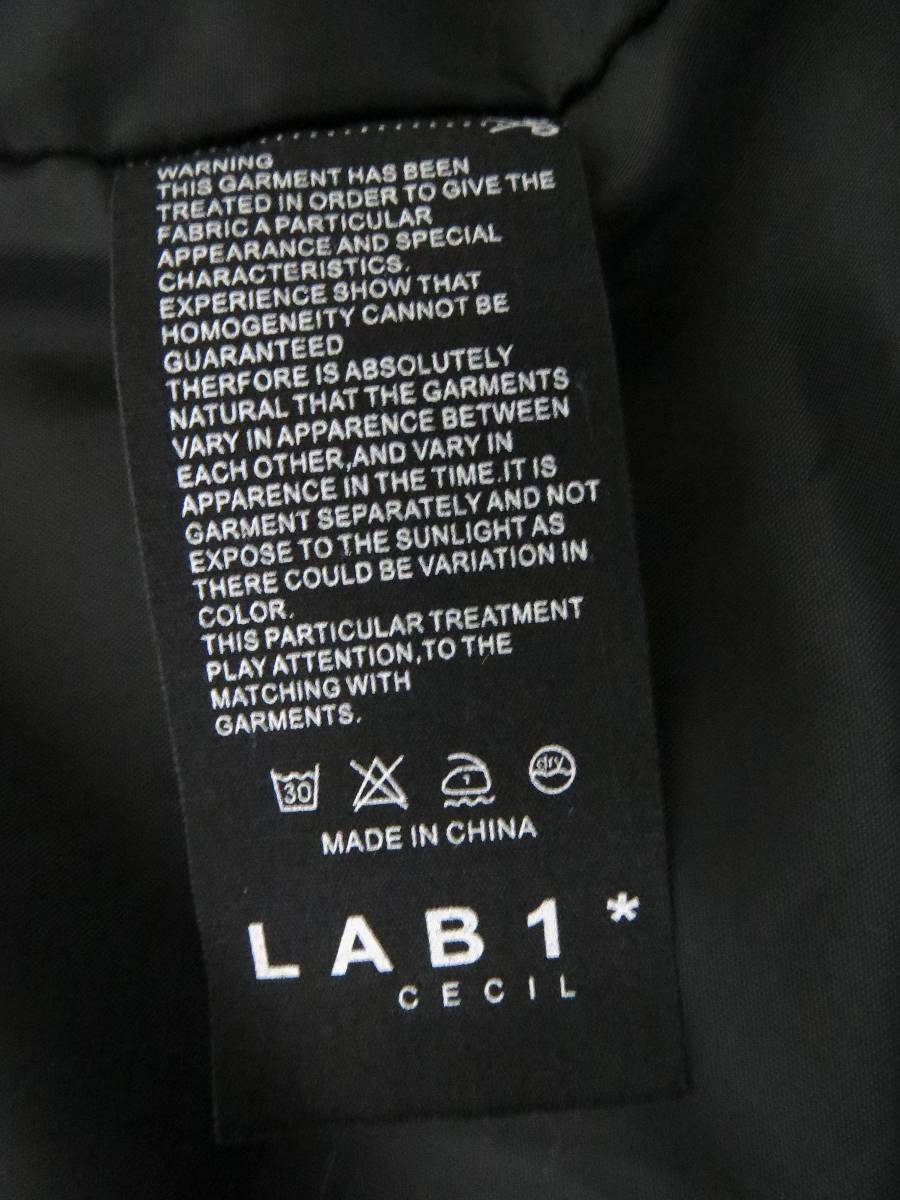 WARNING
THIS GARMENT HAS BEEN
TREATED IN ORDER TO GIVE THE
FABRIC A PARTICULAR
APPEARANCE AND SPECIAL
CHARACTERISTICS.
EXPERIENCE SHOW THAT
HOMOGENEITY CANNOT BE
GUARANTEED
THERFORE IS ABSOLUTELY
NATURAL THAT THE GARMENTS
VARY IN APPARENCE BETWEEN
EACH OTHER,AND VARY IN
APPARENCE IN THE TIME.IT IS
GARMENT SEPARATELY AND NOT
EXPOSE TO THE SUNLIGHT AS
THERE COULD BE VARIATION IN
COLOR.
THIS PARTICULAR TREATMENT
PLAY ATTENTION,TO THE
MATCHING WITH
GARMENTS.
30 1 dry
MADE IN CHINA
LAB1*
CECIL